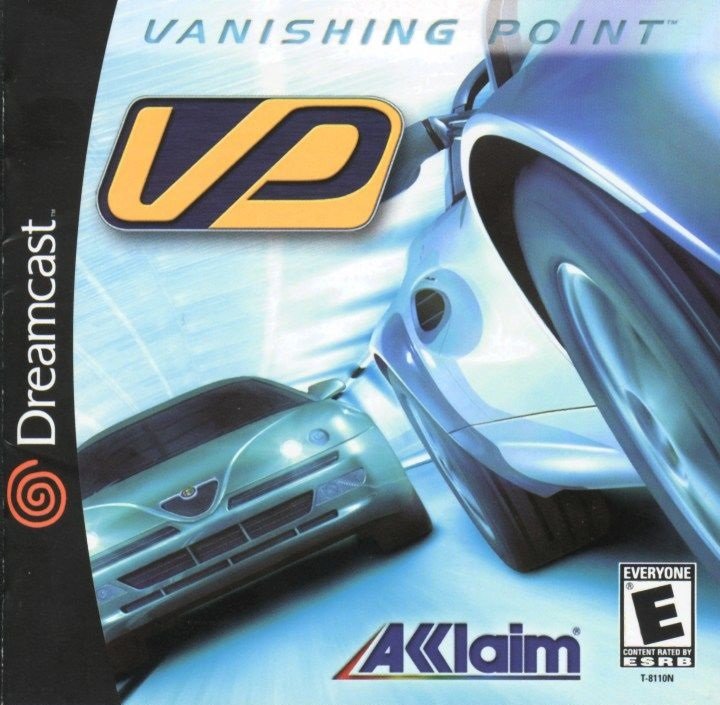 VANISHING POINT™
VP
Dreamcast™
Acclaim®
EVERYONE
E
CONTENT RATED BY
ESRB
T-8110N